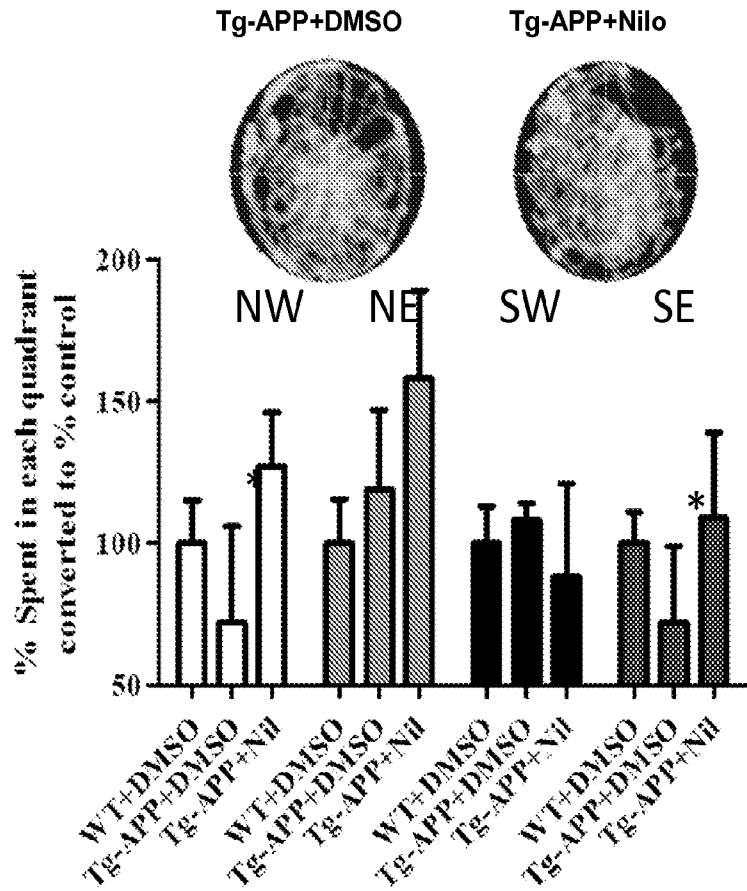 Tg-APP+DMSO Tg-APP+Nilo
% Spent in each quadrant
converted to % control
200
150
100
50
NW NE SW SE
*
*
WT+DMSO
Tg-APP+DMSO
Tg-APP+Nil
WT+DMSO
Tg-APP+DMSO
Tg-APP+Nil
WT+DMSO
Tg-APP+DMSO
Tg-APP+Nil
WT+DMSO
Tg-APP+DMSO
Tg-APP+Nil